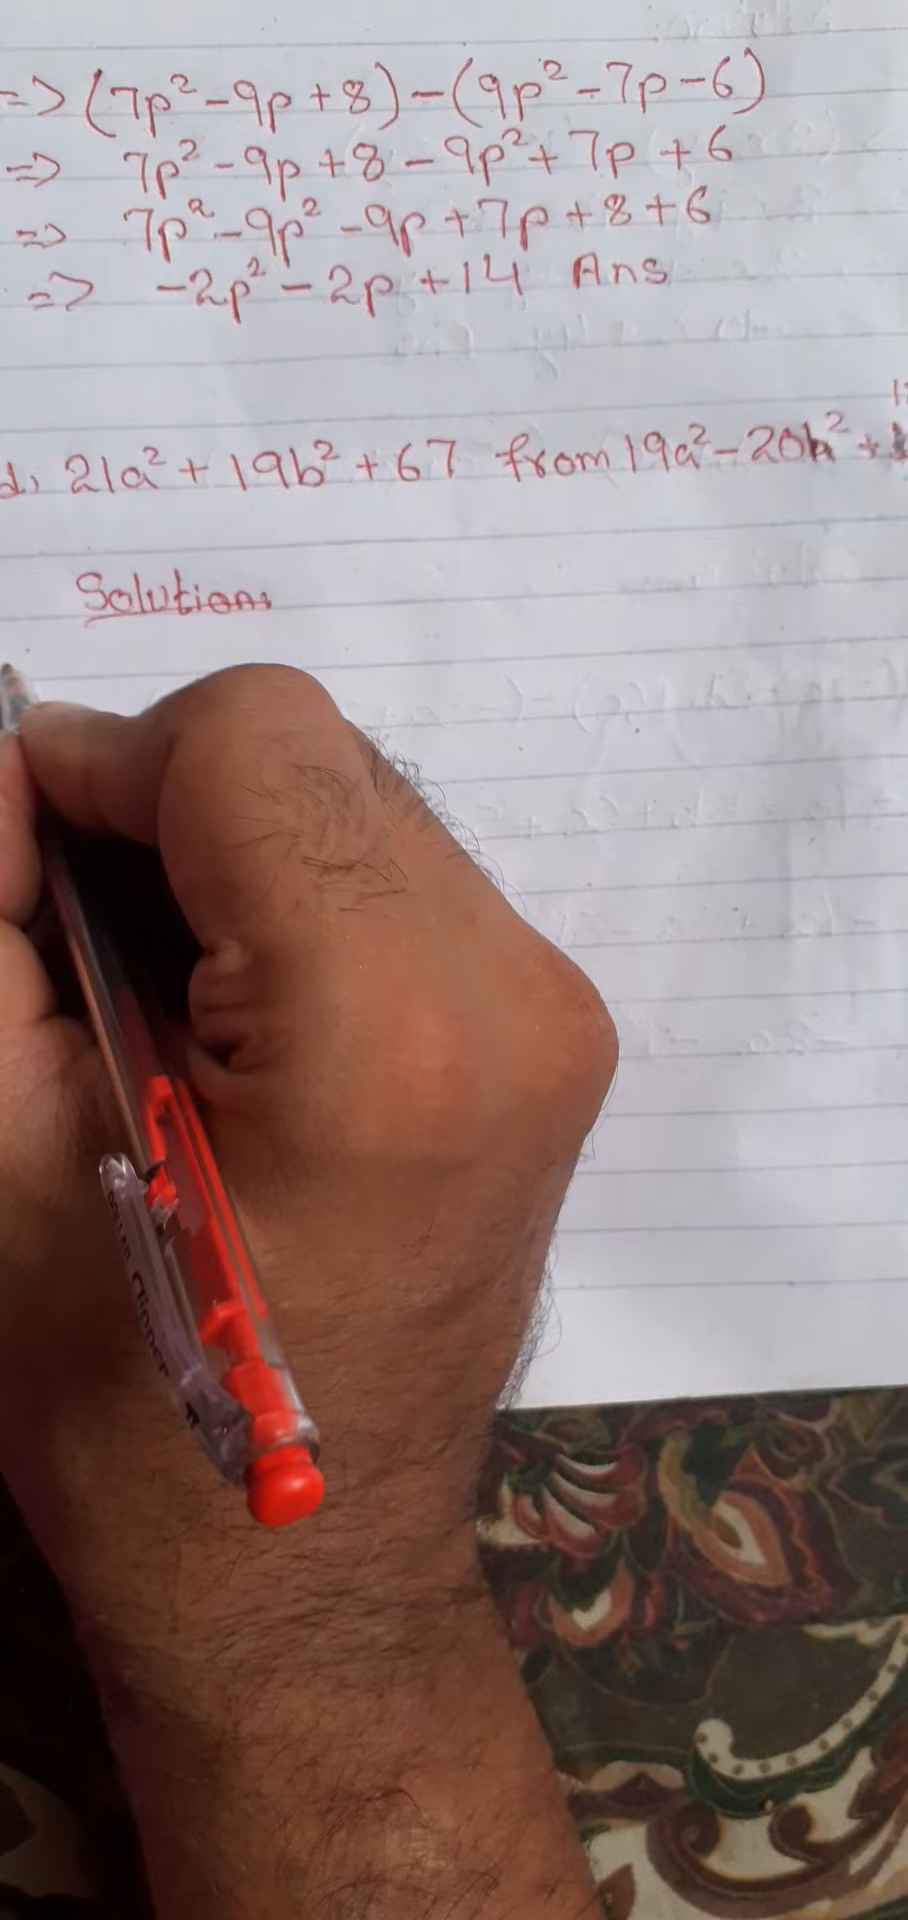 => (7p² - 9p + 8) - (9p² - 7p - 6)
=> 7p² - 9p + 8 - 9p² + 7p + 6
=> 7p² - 9p² - 9p + 7p + 8 + 6
=> -2p² - 2p + 14 Ans
d, 21a² + 19b² + 67 from 19a² - 20b² +
Solution,